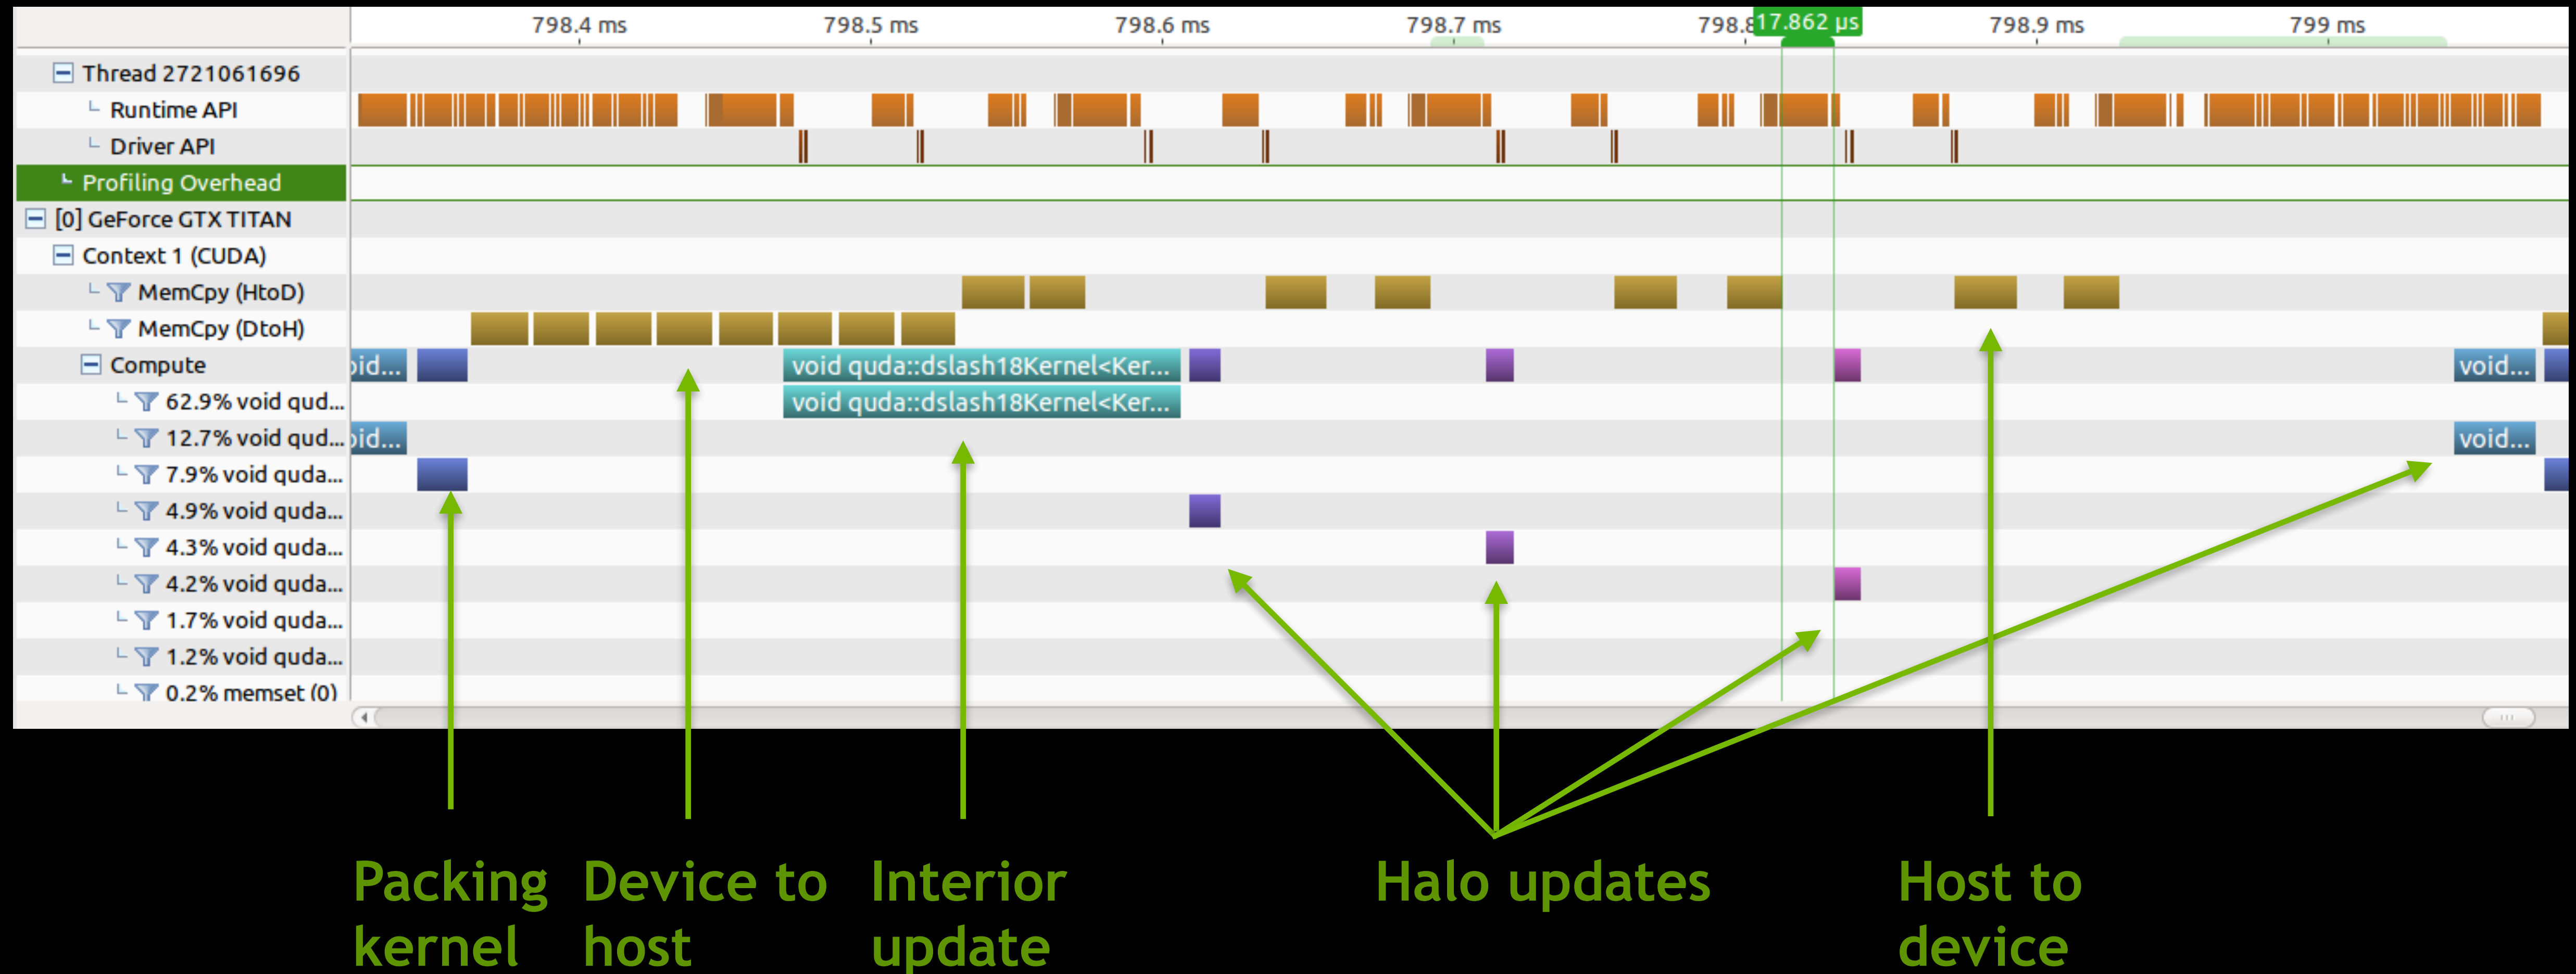 798.4 ms 798.5 ms 798.6 ms 798.7 ms 798.8 17.862 µs 798.9 ms 799 ms
Thread 2721061696
Runtime API
Driver API
Profiling Overhead
[0] GeForce GTX TITAN
Context 1 (CUDA)
MemCpy (HtoD)
MemCpy (DtoH)
Compute oid... void quda::dslash18Kernel<Ker... void...
62.9% void qud... void quda::dslash18Kernel<Ker...
12.7% void qud... oid... void...
7.9% void quda...
4.9% void quda...
4.3% void quda...
4.2% void quda...
1.7% void quda...
1.2% void quda...
0.2% memset (0)
Packing kernel
Device to host
Interior update
Halo updates
Host to device